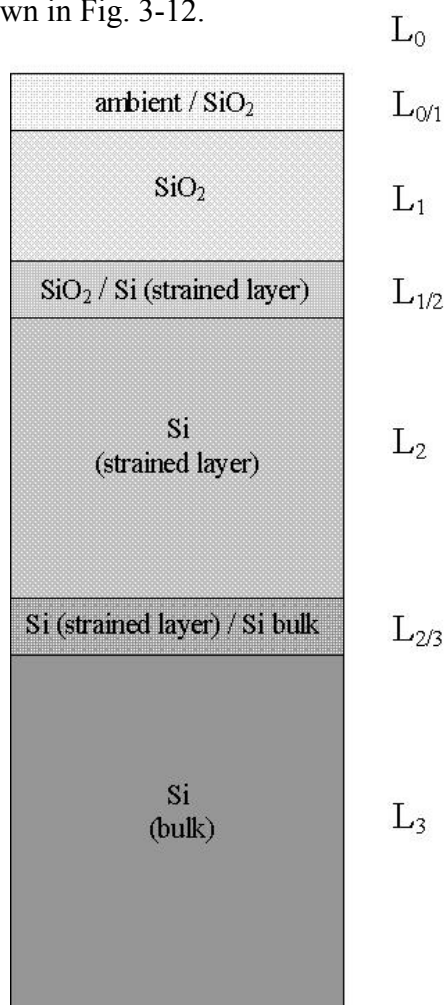 wn in Fig. 3-12.
L₀
ambient / SiO₂
L₀/₁
SiO₂
L₁
SiO₂ / Si (strained layer)
L₁/₂
Si
(strained layer)
L₂
Si (strained layer) / Si bulk
L₂/₃
Si
(bulk)
L₃